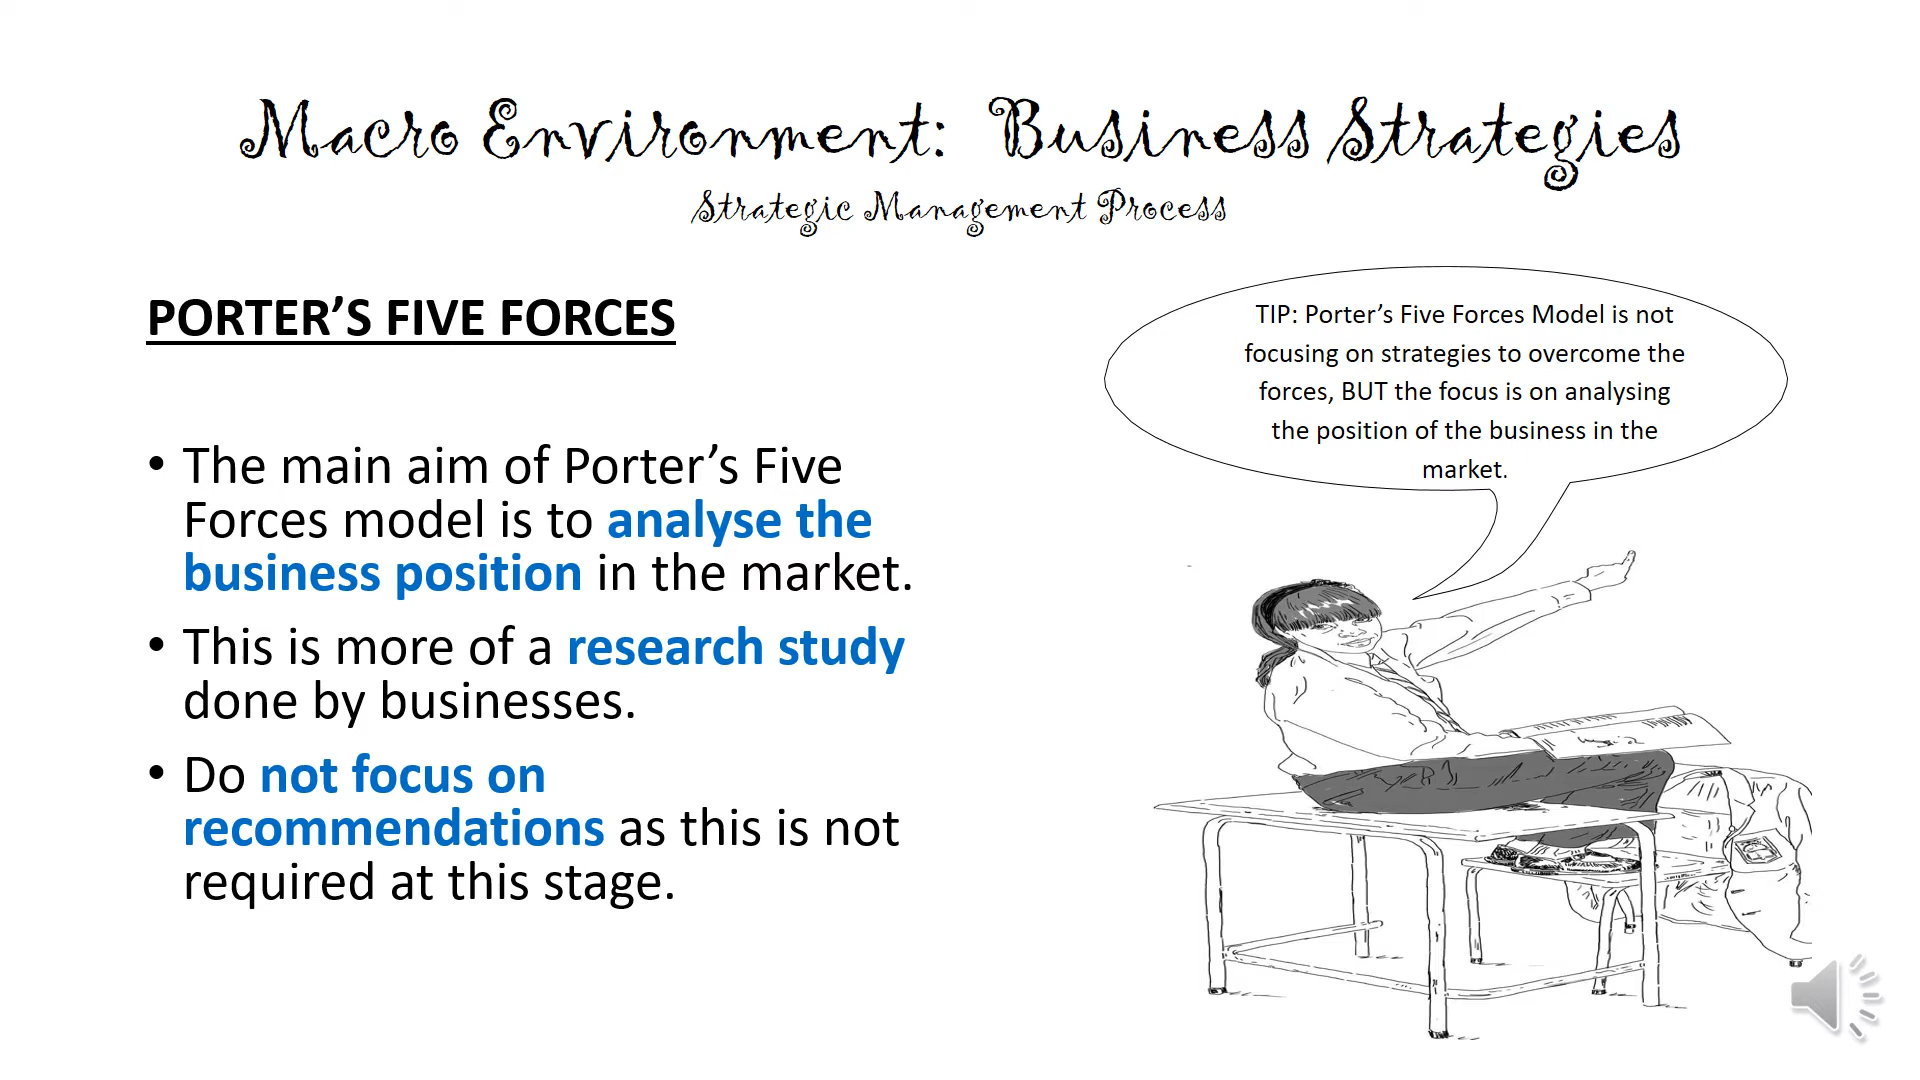 Macro Environment: Business Strategies
Strategic Management Process
PORTER’S FIVE FORCES
• The main aim of Porter’s Five
Forces model is to analyse the
business position in the market.
• This is more of a research study
done by businesses.
• Do not focus on
recommendations as this is not
required at this stage.
TIP: Porter’s Five Forces Model is not
focusing on strategies to overcome the
forces, BUT the focus is on analysing
the position of the business in the
market.